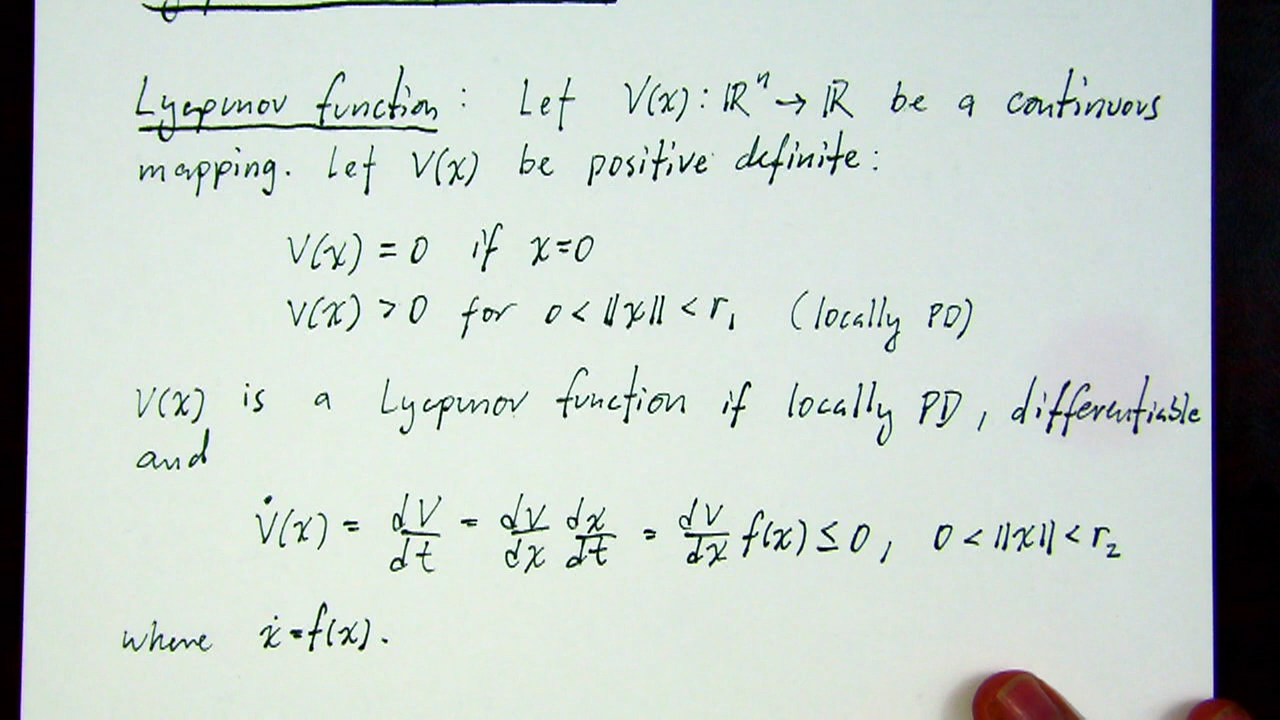 Lyapunov function : Let V(x) : ℝⁿ → ℝ be a continuous
mapping. Let V(x) be positive definite :
V(x) = 0 if x=0
V(x) > 0 for 0 < ||x|| < r₁ (locally PD)
V(x) is a Lyapunov function if locally PD, differentiable
and
V̇(x) = dV/dt = dV/dx dx/dt = dV/dx f(x) ≤ 0, 0 < ||x|| < r₂
where ẋ = f(x).